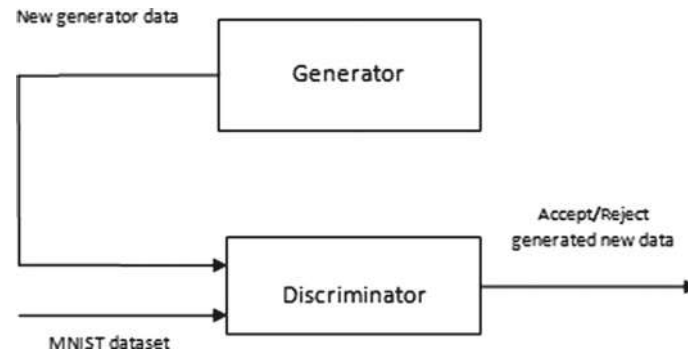 New generator data
Generator
Accept/Reject
generated new data
Discriminator
MNIST dataset